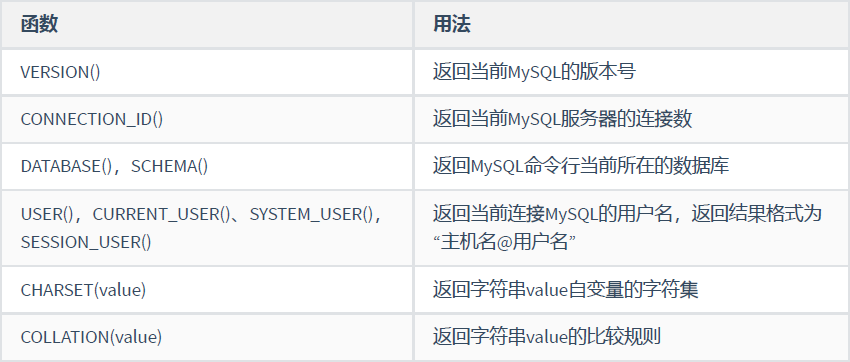 函数 用法
VERSION() 返回当前MySQL的版本号
CONNECTION_ID() 返回当前MySQL服务器的连接数
DATABASE()，SCHEMA() 返回MySQL命令行当前所在的数据库
USER()，CURRENT_USER()、SYSTEM_USER()，
SESSION_USER()
返回当前连接MySQL的用户名，返回结果格式为
“主机名@用户名”
CHARSET(value) 返回字符串value自变量的字符集
COLLATION(value) 返回字符串value的比较规则